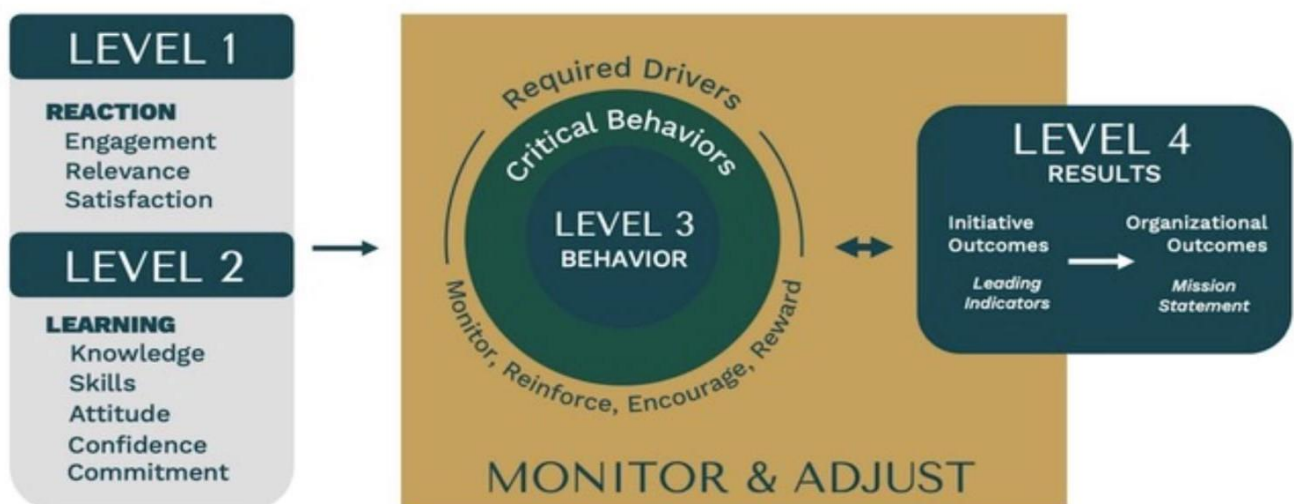 LEVEL 1
REACTION
Engagement
Relevance
Satisfaction
LEVEL 2
LEARNING
Knowledge
Skills
Attitude
Confidence
Commitment
Required Drivers
Critical Behaviors
LEVEL 3
BEHAVIOR
Monitor, Reinforce, Encourage, Reward
MONITOR & ADJUST
LEVEL 4
RESULTS
Initiative
Outcomes
Leading
Indicators
Organizational
Outcomes
Mission
Statement